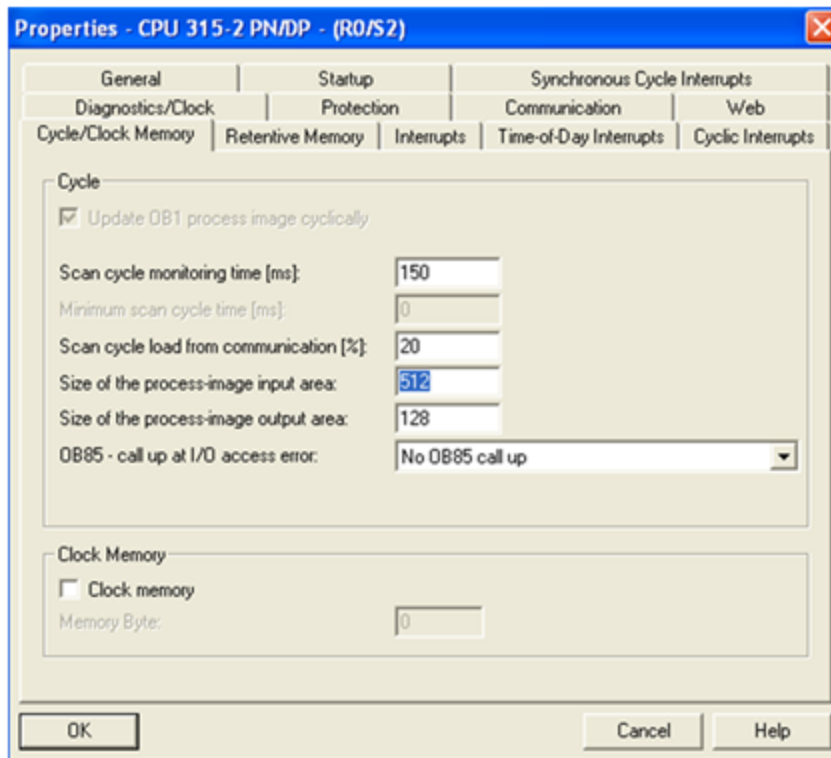 Properties - CPU 315-2 PN/DP - (R0/S2)
General Startup Synchronous Cycle Interrupts
Diagnostics/Clock Protection Communication Web
Cycle/Clock Memory Retentive Memory Interrupts Time-of-Day Interrupts Cyclic Interrupts
Cycle
Update OB1 process image cyclically
Scan cycle monitoring time [ms]: 150
Minimum scan cycle time [ms]: 0
Scan cycle load from communication [%]: 20
Size of the process-image input area: 512
Size of the process-image output area: 128
OB85 - call up at I/O access error: No OB85 call up
Clock Memory
Clock memory
Memory Byte: 0
OK Cancel Help